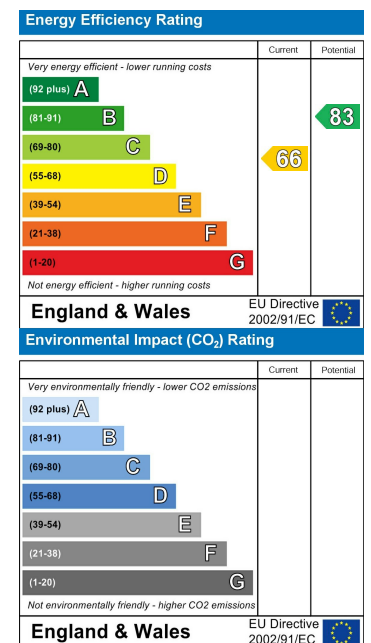 Energy Efficiency Rating
Current Potential
Very energy efficient - lower running costs
(92 plus) A
(81-91) B
83
(69-80) C
66
(55-68) D
(39-54) E
(21-38) F
(1-20) G
Not energy efficient - higher running costs
England & Wales
EU Directive
2002/91/EC
Environmental Impact (CO₂) Rating
Current Potential
Very environmentally friendly - lower CO2 emissions
(92 plus) A
(81-91) B
(69-80) C
(55-68) D
(39-54) E
(21-38) F
(1-20) G
Not environmentally friendly - higher CO2 emissions
England & Wales
EU Directive
2002/91/EC